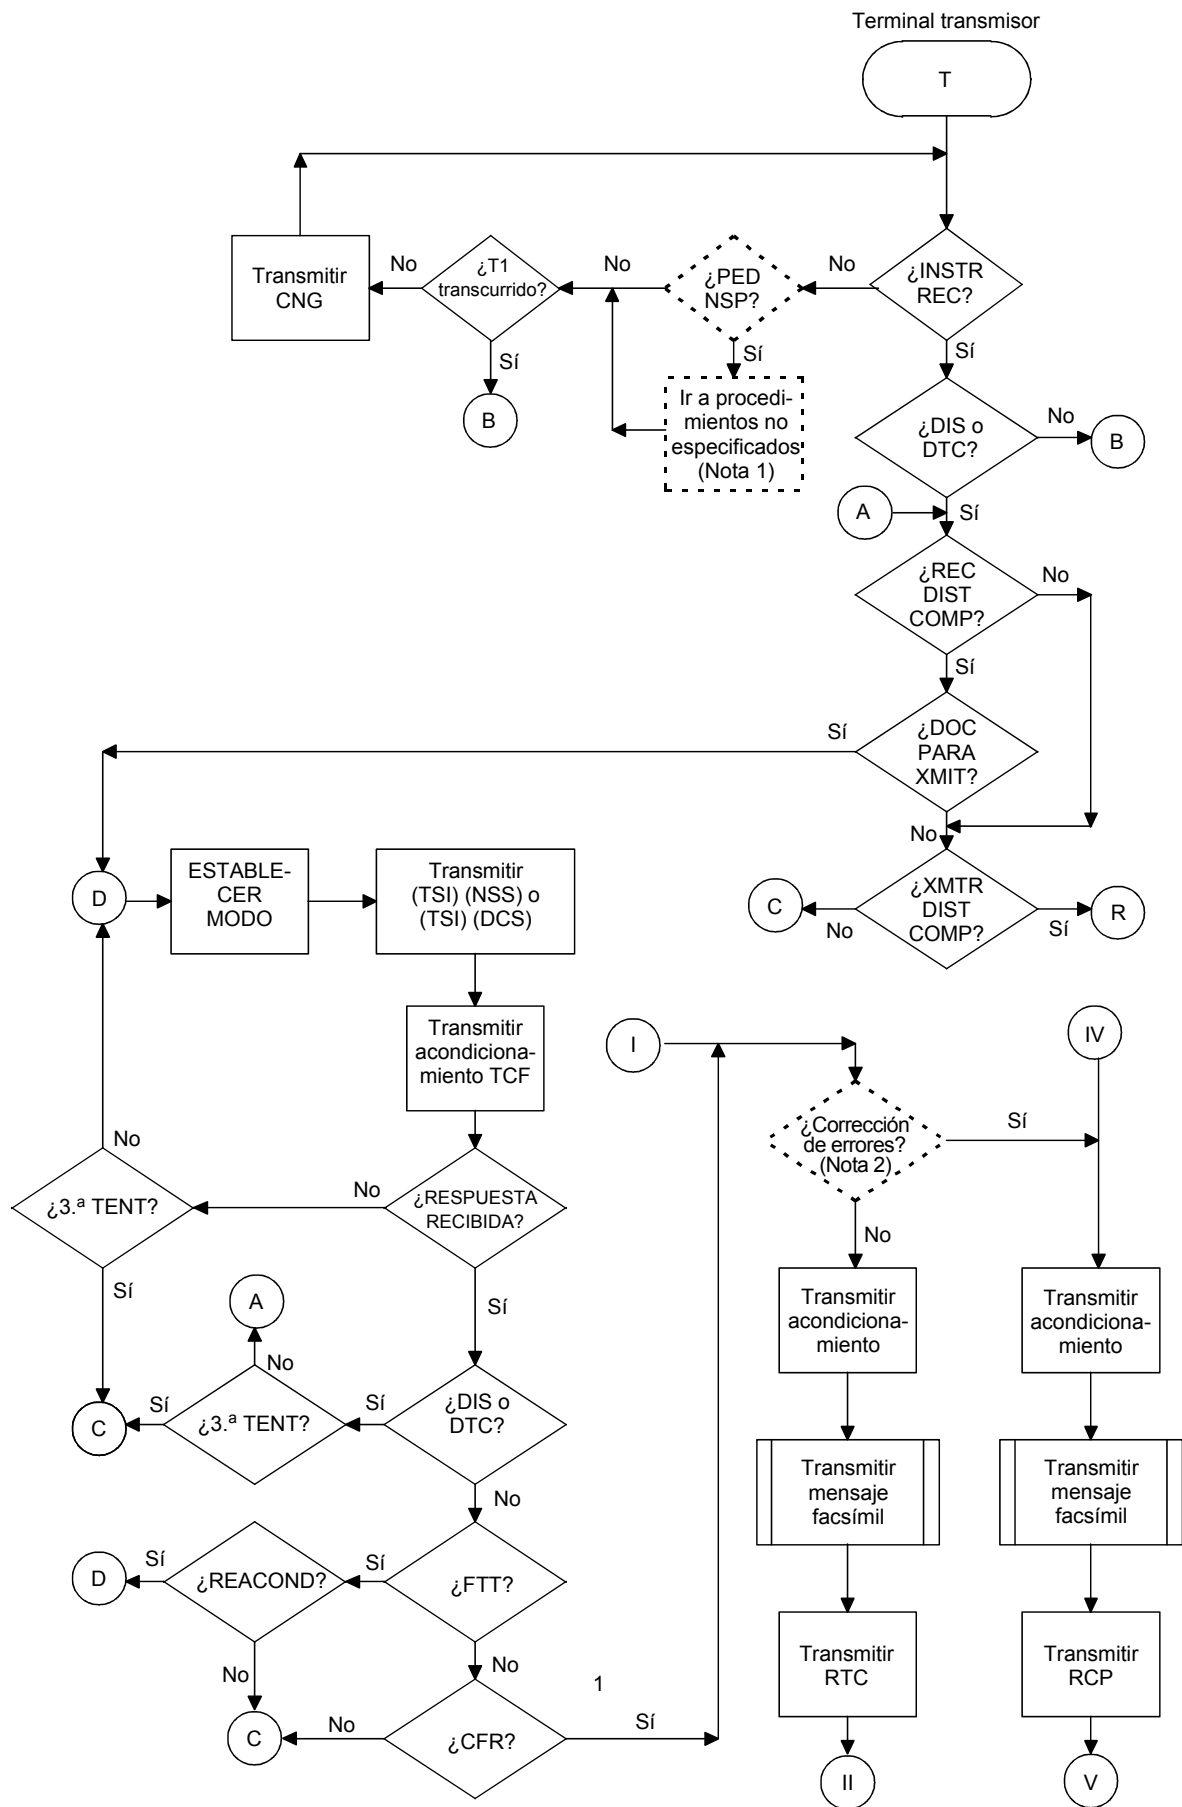 Terminal transmisor
T
¿INSTR
REC?
No
¿PED
NSP?
No
¿T1
transcurrido?
No
Transmitir
CNG
Sí
Sí
Sí
B
Ir a procedi-
mientos no
especificados
(Nota 1)
¿DIS o
DTC?
No
B
A
Sí
¿REC
DIST
COMP?
No
Sí
¿DOC
PARA
XMIT?
Sí
No
D
ESTABLE-
CER
MODO
Transmitir
(TSI) (NSS) o
(TSI) (DCS)
C
No
¿XMTR
DIST
COMP?
Sí
R
Transmitir
acondiciona-
miento TCF
I
IV
¿Corrección
de errores?
(Nota 2)
Sí
No
No
¿3.ª TENT?
No
¿RESPUESTA
RECIBIDA?
Sí
Sí
A
No
Transmitir
acondiciona-
miento
Transmitir
acondiciona-
miento
C
Sí
¿3.ª TENT?
Sí
¿DIS o
DTC?
No
Transmitir
mensaje
facsímil
Transmitir
mensaje
facsímil
D
Sí
¿REACOND?
Sí
¿FTT?
No
No
1
Transmitir
RTC
Transmitir
RCP
C
No
¿CFR?
Sí
II
V